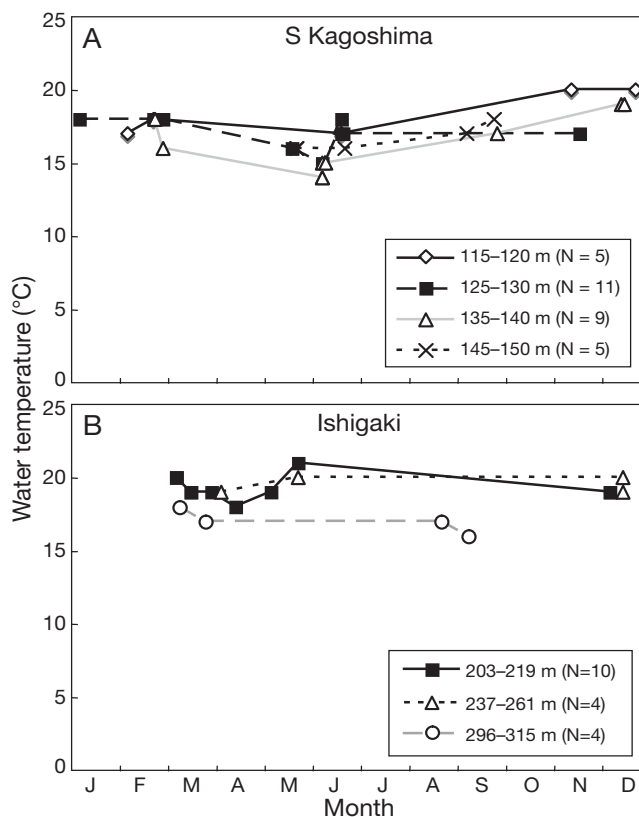 A
S Kagoshima
25
20
15
10
5
0
115–120 m (N = 5)
125–130 m (N = 11)
135–140 m (N = 9)
145–150 m (N = 5)
Water temperature (°C)
B
Ishigaki
25
20
15
10
5
0
203–219 m (N=10)
237–261 m (N=4)
296–315 m (N=4)
J F M A M J J A S O N D
Month